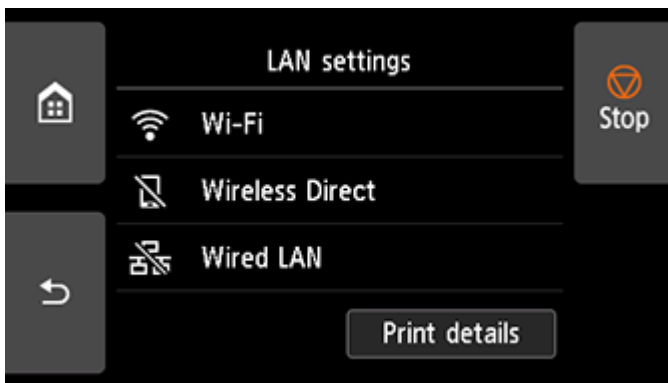 LAN settings
Stop
Wi-Fi
Wireless Direct
Wired LAN
Print details